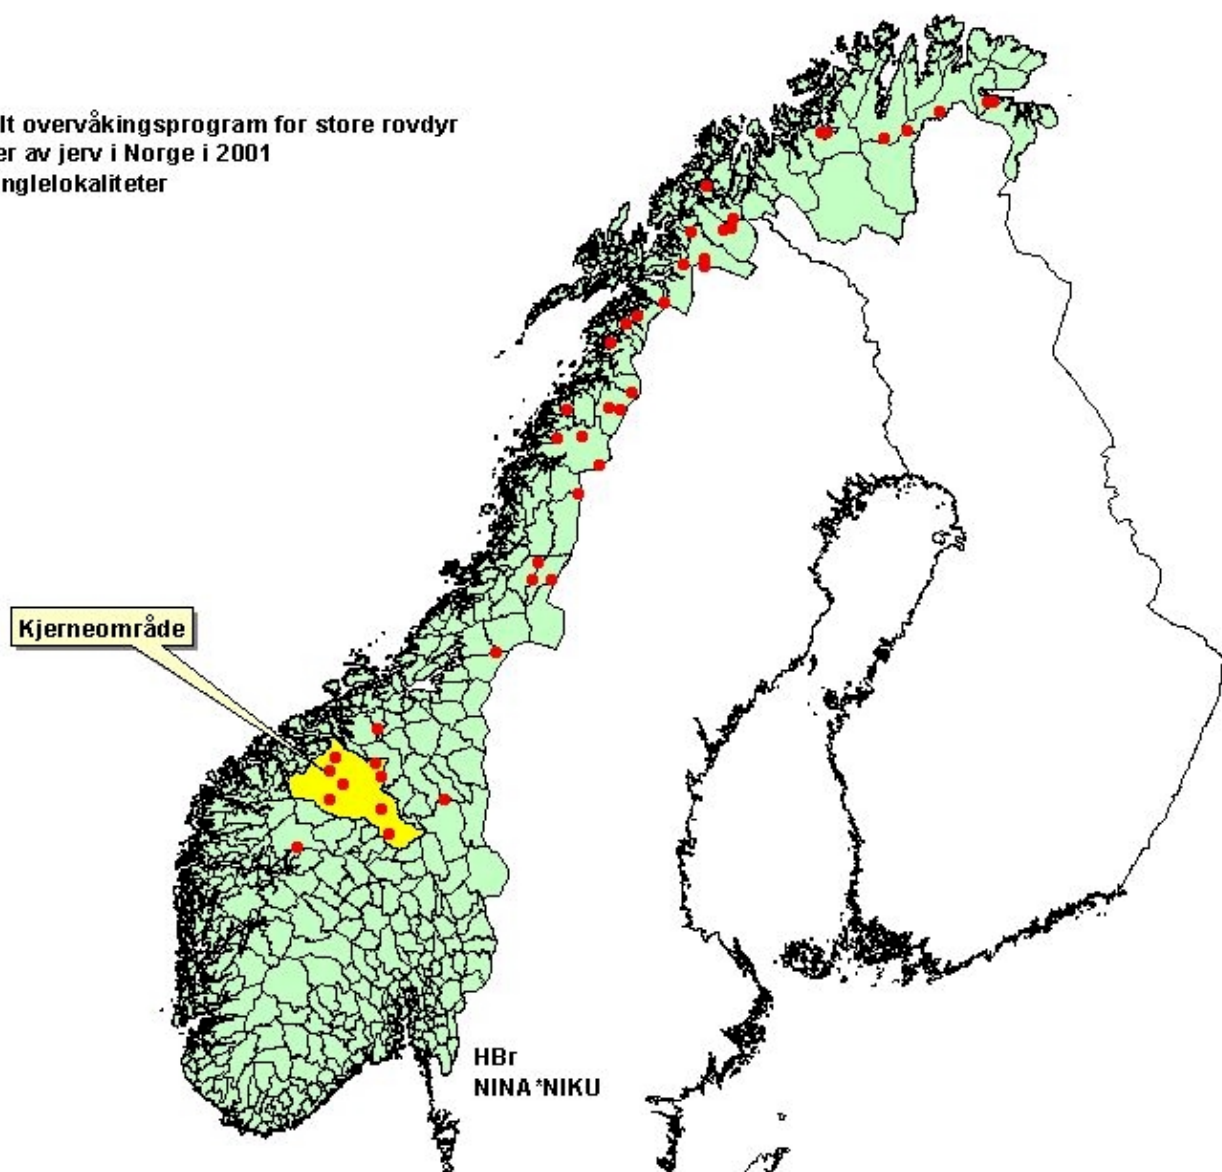 lt overvåkingsprogram for store rovdyr
er av jerv i Norge i 2001
nglelokaliteter
Kjerneområde
HBr
NINA*NIKU